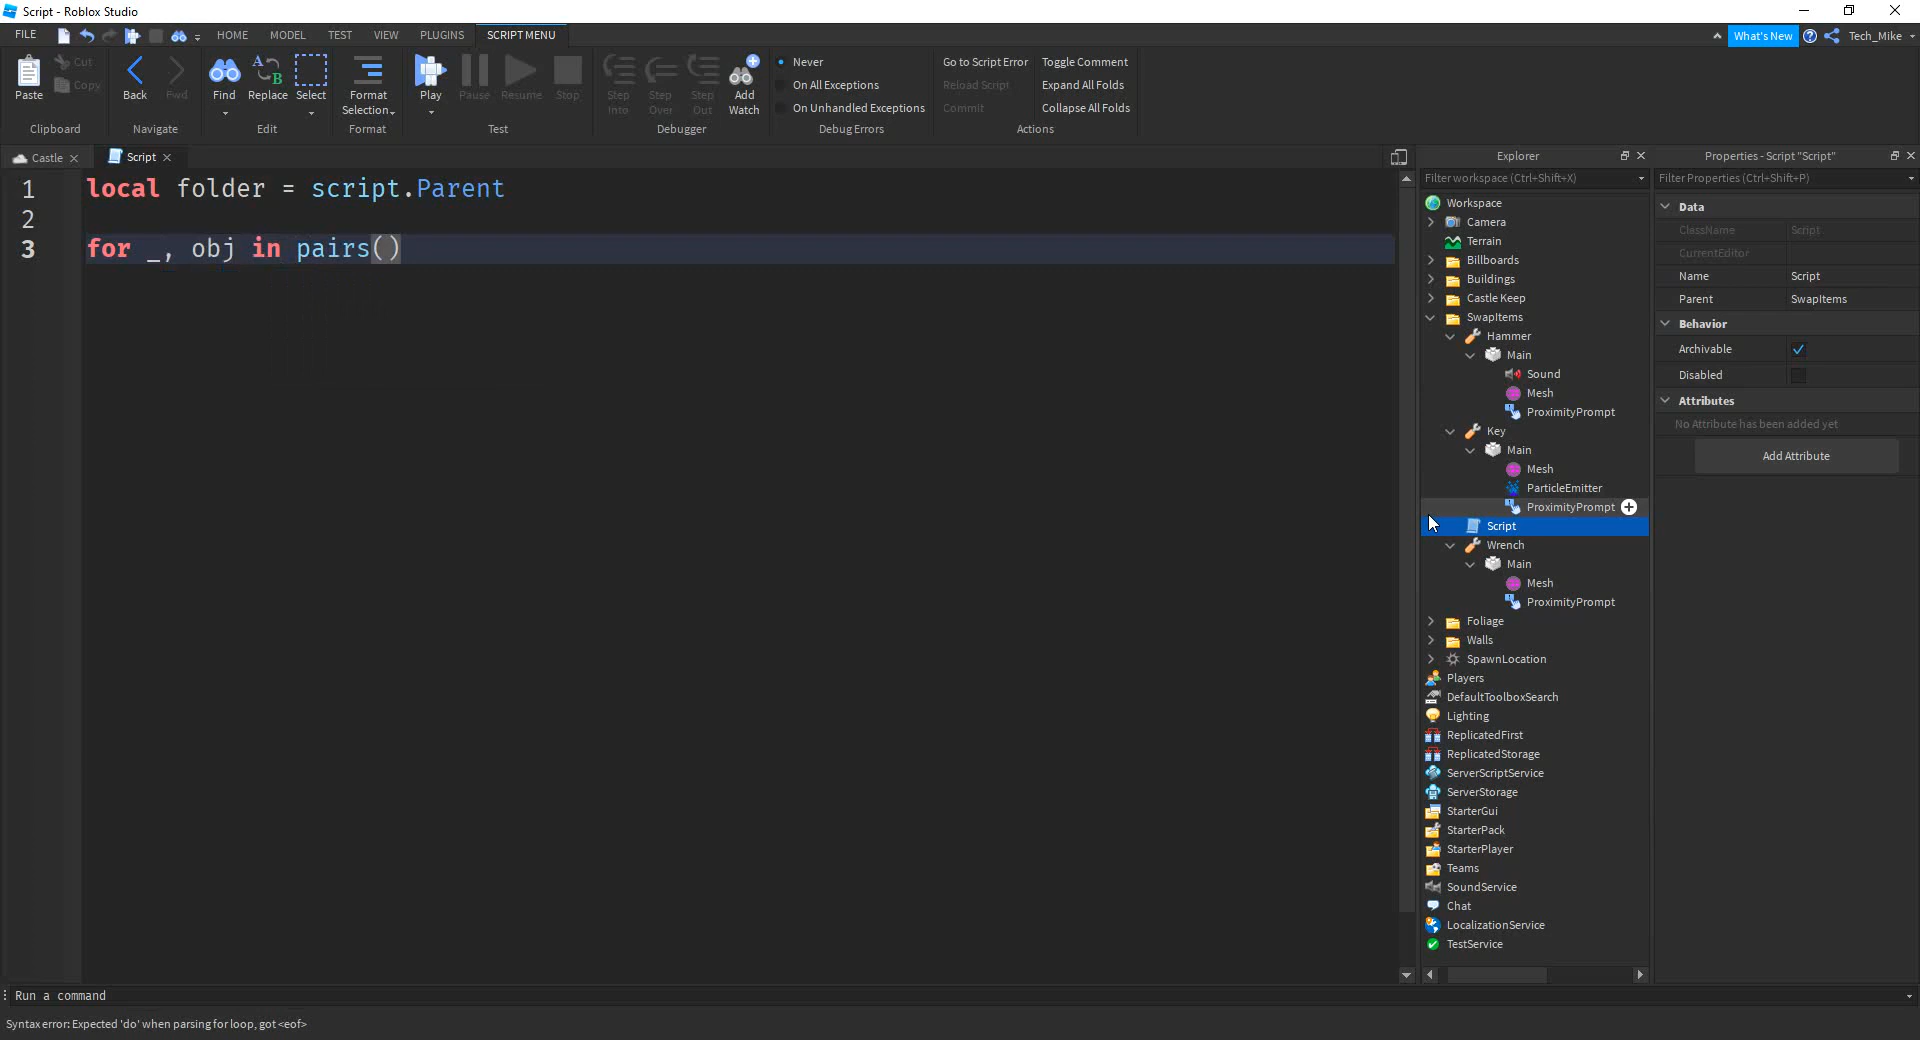 Script - Roblox Studio
FILE HOME MODEL TEST VIEW PLUGINS SCRIPT MENU What's New Tech_Mike
Paste
Cut
Copy
Clipboard
Back
Fwd
Navigate
Find
Replace
Select
Edit
Format
Selection
Format
Play
Pause
Resume
Stop
Test
Step
Into
Step
Over
Step
Out
Add
Watch
Debugger
Never
On All Exceptions
On Unhandled Exceptions
Debug Errors
Go to Script Error
Reload Script
Commit
Toggle Comment
Expand All Folds
Collapse All Folds
Actions
Castle
Script
1 local folder = script.Parent
2
3 for _, obj in pairs()
Explorer
Filter workspace (Ctrl+Shift+X)
Workspace
Camera
Terrain
Billboards
Buildings
Castle Keep
SwapItems
Hammer
Main
Sound
Mesh
ProximityPrompt
Key
Main
Mesh
ParticleEmitter
ProximityPrompt
Script
Wrench
Main
Mesh
ProximityPrompt
Foliage
Walls
SpawnLocation
Players
DefaultToolboxSearch
Lighting
ReplicatedFirst
ReplicatedStorage
ServerScriptService
ServerStorage
StarterGui
StarterPack
StarterPlayer
Teams
SoundService
Chat
LocalizationService
TestService
Properties - Script "Script"
Filter Properties (Ctrl+Shift+P)
Data
ClassName Script
CurrentEditor
Name Script
Parent SwapItems
Behavior
Archivable
Disabled
Attributes
No Attribute has been added yet
Add Attribute
Run a command
Syntax error: Expected 'do' when parsing for loop, got <eof>